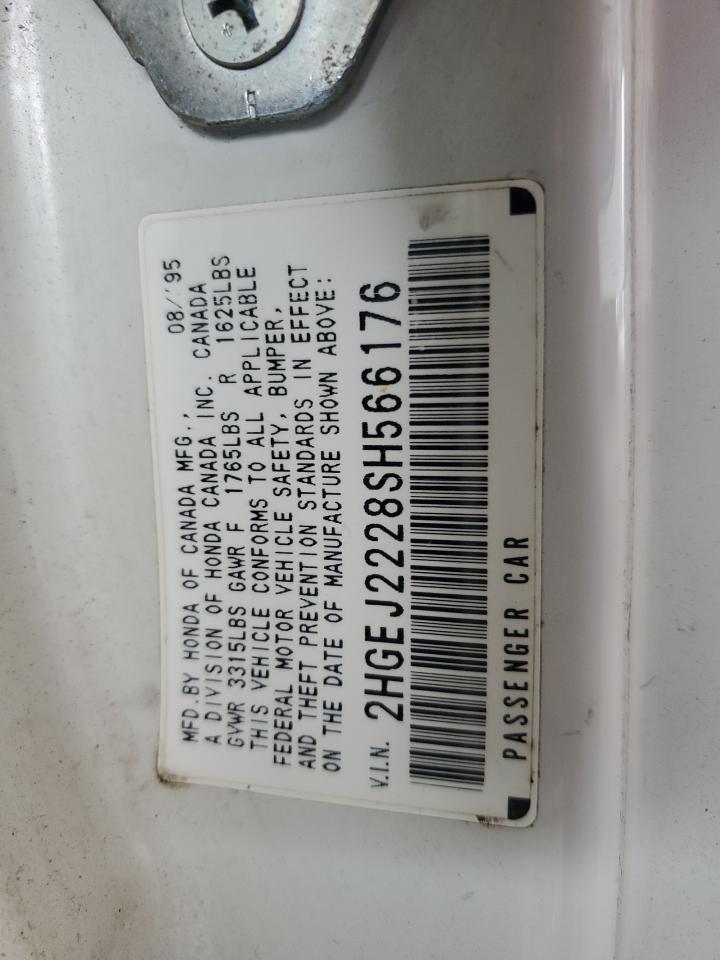 MFD.BY HONDA OF CANADA MFG., 08/'95
A DIVISION OF HONDA CANADA INC. CANADA
GVWR 3315LBS GAWR F 1765LBS R 1625LBS
THIS VEHICLE CONFORMS TO ALL APPLICABLE
FEDERAL MOTOR VEHICLE SAFETY, BUMPER,
AND THEFT PREVENTION STANDARDS IN EFFECT
ON THE DATE OF MANUFACTURE SHOWN ABOVE:
V.I.N. 2HGEJ2228SH566176
PASSENGER CAR